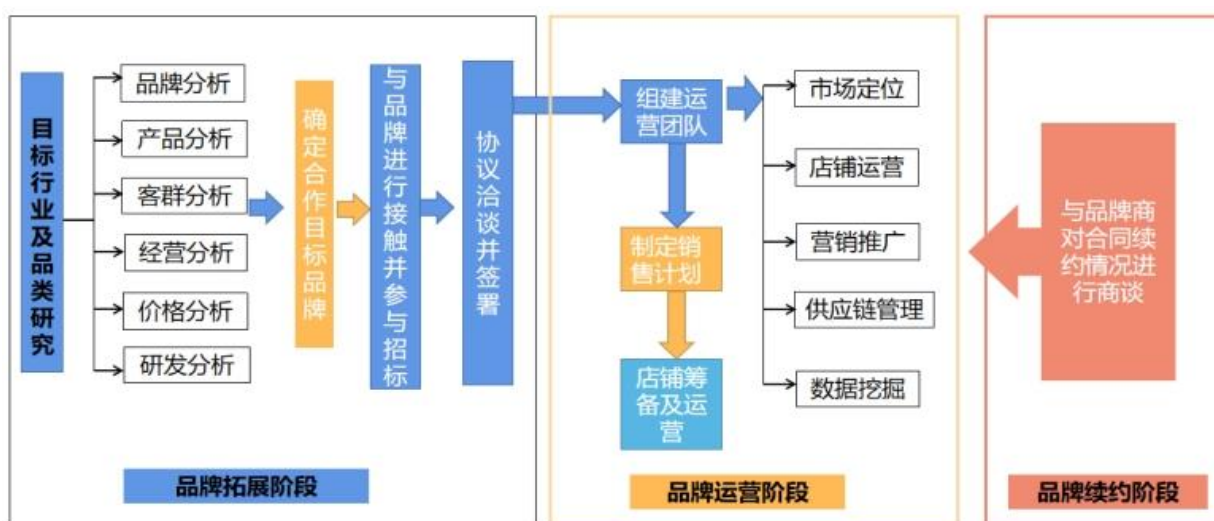 目标行业及品类研究
品牌分析
产品分析
客群分析
经营分析
价格分析
研发分析
确定合作目标品牌
与品牌进行接触并参与招标
协议洽谈并签署
品牌拓展阶段
组建运
营团队
制定销
售计划
店铺筹
备及运
营
市场定位
店铺运营
营销推广
供应链管理
数据挖掘
品牌运营阶段
与品牌商
对合同续
约情况进
行商谈
品牌续约阶段